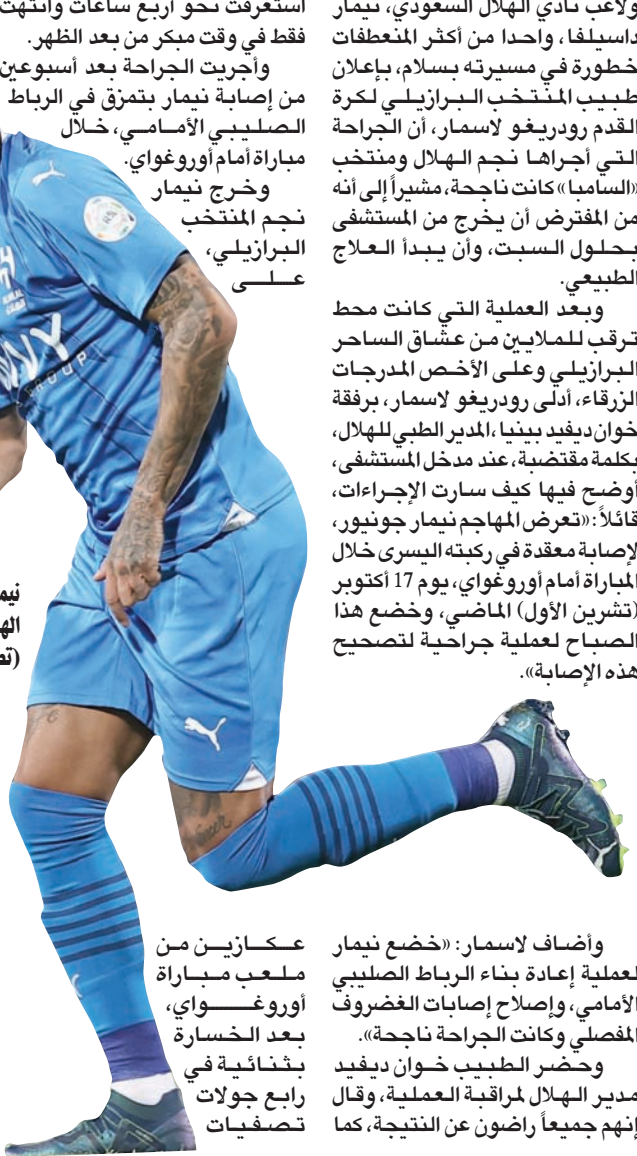 ولاعب نادي الهلال السعودي، نيمار
داسيلفا، واحدا من أكثر المنعطفات
خطورة في مسيرته بسلام، بإعلان
طبيب المنتخب البرازيلي لكرة
القدم رودريغو لاسمار، أن الجراحة
التي أجراها نجم الهلال ومنتخب
«السامبا» كانت ناجحة، مشيراً إلى أنه
من المفترض أن يخرج من المستشفى
بحلول السبت، وأن يبدأ العلاج
الطبيعي.
وبعد العملية التي كانت محط
ترقب للملايين من عشاق الساحر
البرازيلي وعلى الأخص المدرجات
الزرقاء، أدلى رودريغو لاسمار، برفقة
خوان ديفيد بينيا، المدير الطبي للهلال،
بكلمة مقتضبة، عند مدخل المستشفى،
أوضح فيها كيف سارت الإجراءات،
قائلاً: «تعرض المهاجم نيمار جونيور،
لإصابة معقدة في ركبته اليسرى خلال
المباراة أمام أوروغواي، يوم 17 أكتوبر
(تشرين الأول) الماضي، وخضع هذا
الصباح لعملية جراحية لتصحيح
هذه الإصابة».
وأضاف لاسمار: «خضع نيمار
لعملية إعادة بناء الرباط الصليبي
الأمامي، وإصلاح إصابات الغضروف
المفصلي وكانت الجراحة ناجحة».
وحضر الطبيب خوان ديفيد
مدير الهلال لمراقبة العملية، وقال
إنهم جميعاً راضون عن النتيجة، كما
استغرقت نحو أربع ساعات وانتهت
فقط في وقت مبكر من بعد الظهر.
وأجريت الجراحة بعد أسبوعين
من إصابة نيمار بتمزق في الرباط
الصليبي الأمامي، خلال
مباراة أمام أوروغواي.
وخرج نيمار
نجم المنتخب
البرازيلي،
على
عكازين من
ملعب مباراة
أوروغواي،
بعد الخسارة
بثنائية في
رابع جولات
تصفيات
GROUP